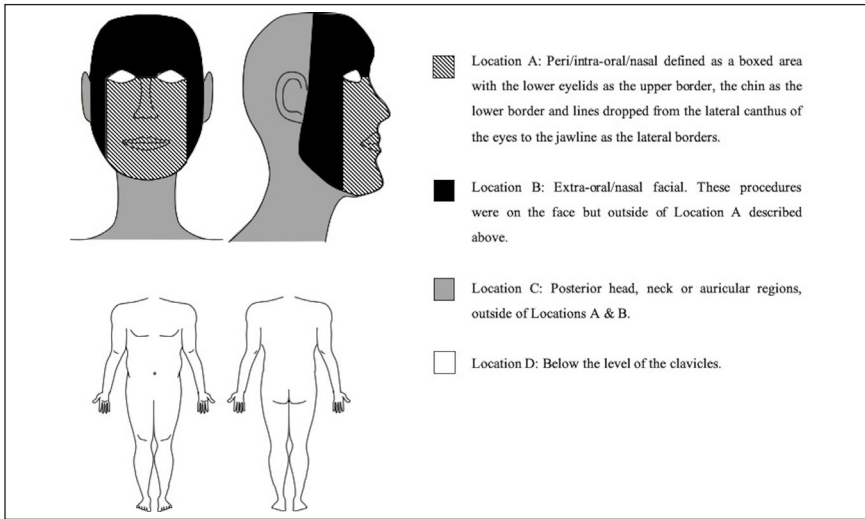 Location A: Peri/intra-oral/nasal defined as a boxed area
with the lower eyelids as the upper border, the chin as the
lower border and lines dropped from the lateral canthus of
the eyes to the jawline as the lateral borders.
Location B: Extra-oral/nasal facial. These procedures
were on the face but outside of Location A described
above.
Location C: Posterior head, neck or auricular regions,
outside of Locations A & B.
Location D: Below the level of the clavicles.